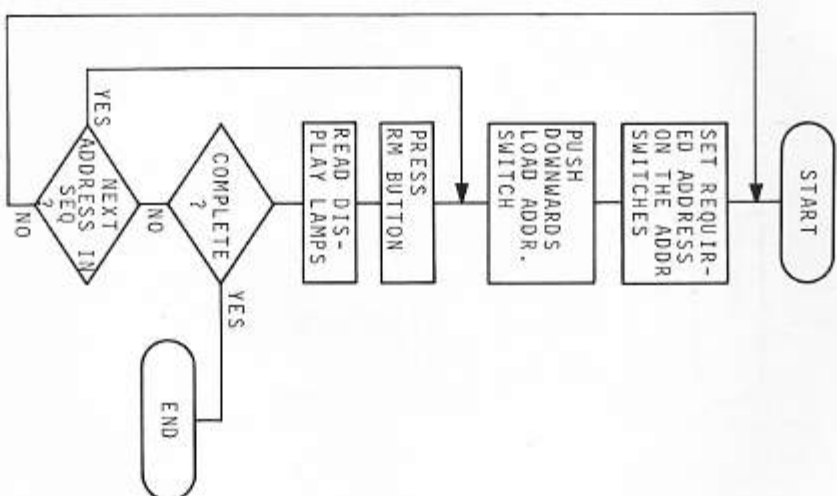 START
SET REQUIR-
ED ADDRESS
ON THE ADDR
SWITCHES
PUSH
DOWNWARDS
LOAD ADDR.
SWITCH
PRESS
RM BUTTON
READ DIS-
PLAY LAMPS
COMPLETE
?
YES
NO
END
NEXT
ADDRESS IN
SEQ
?
YES
NO